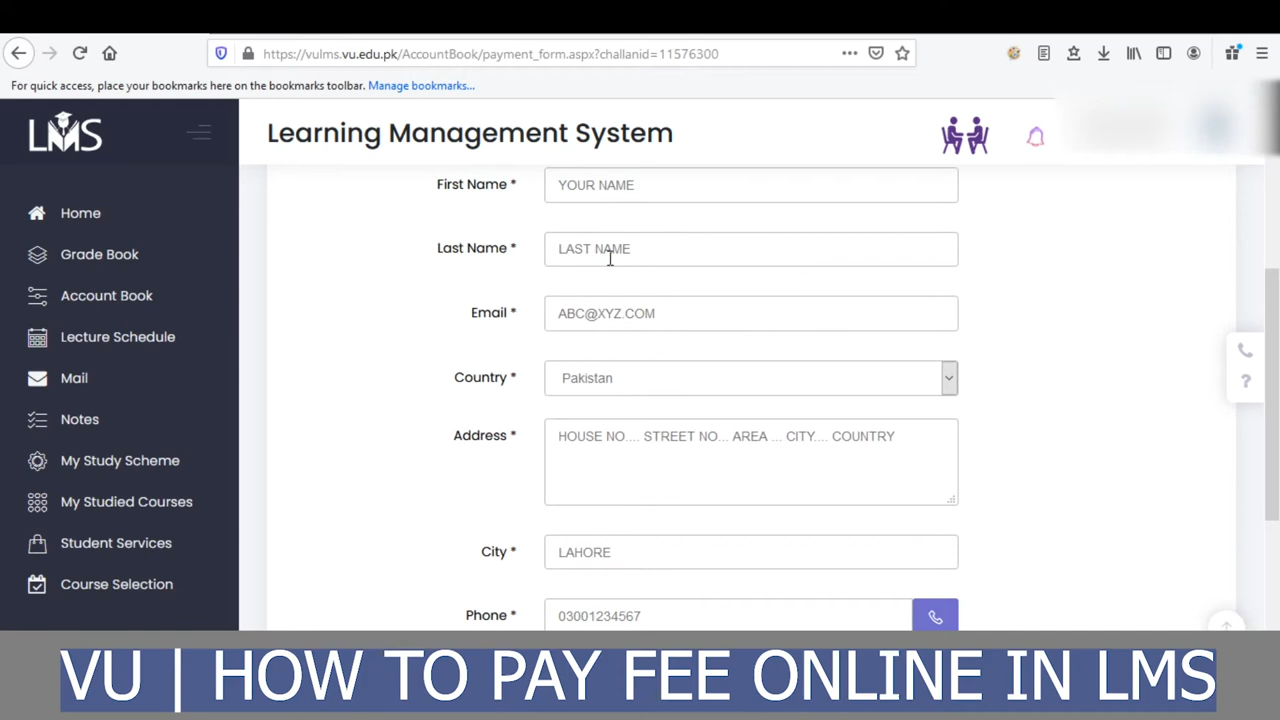 https://vulms.vu.edu.pk/AccountBook/payment_form.aspx?challanid=11576300
For quick access, place your bookmarks here on the bookmarks toolbar. Manage bookmarks...
LMS
Learning Management System
Home
Grade Book
Account Book
Lecture Schedule
Mail
Notes
My Study Scheme
My Studied Courses
Student Services
Course Selection
First Name * YOUR NAME
Last Name * LAST NAME
Email * ABC@XYZ.COM
Country * Pakistan
Address * HOUSE NO.... STREET NO... AREA ... CITY.... COUNTRY
City * LAHORE
Phone * 03001234567
?
VU | HOW TO PAY FEE ONLINE IN LMS